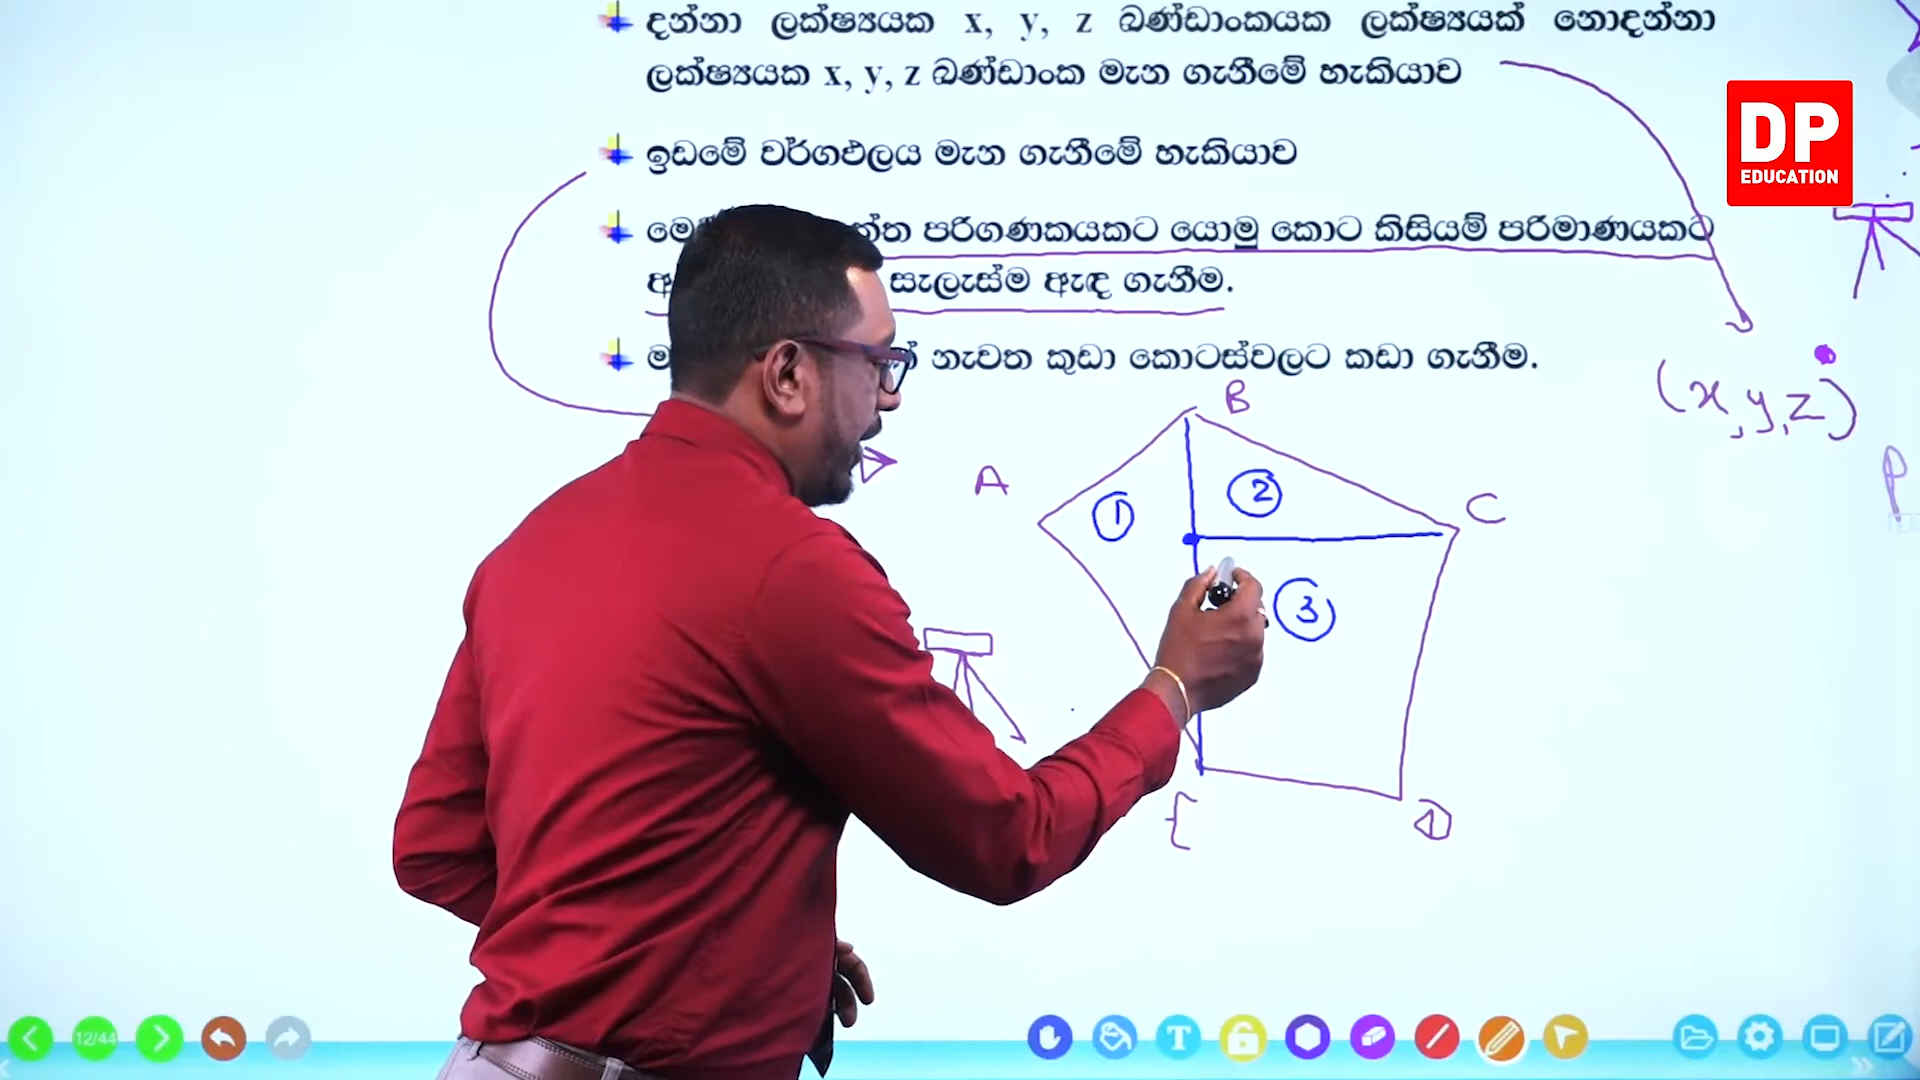 දන්නා ලක්ෂ්‍යයක x, y, z ඛණ්ඩාංකයක ලක්ෂ්‍යයක් නොදන්නා
ලක්ෂ්‍යයක x, y, z ඛණ්ඩාංක මැන ගැනීමේ හැකියාව
DP
EDUCATION
ඉඩමේ වර්ගඵලය මැන ගැනීමේ හැකියාව
පරිගණකයකට යොමු කොට කිසියම් පරිමාණයකට
සැලැස්ම ඇඳ ගැනීම.
නැවත කුඩා කොටස්වලට කඩා ගැනීම.
(x, y, z)
B
A
C
P
1
2
3
E
D
12/44
T